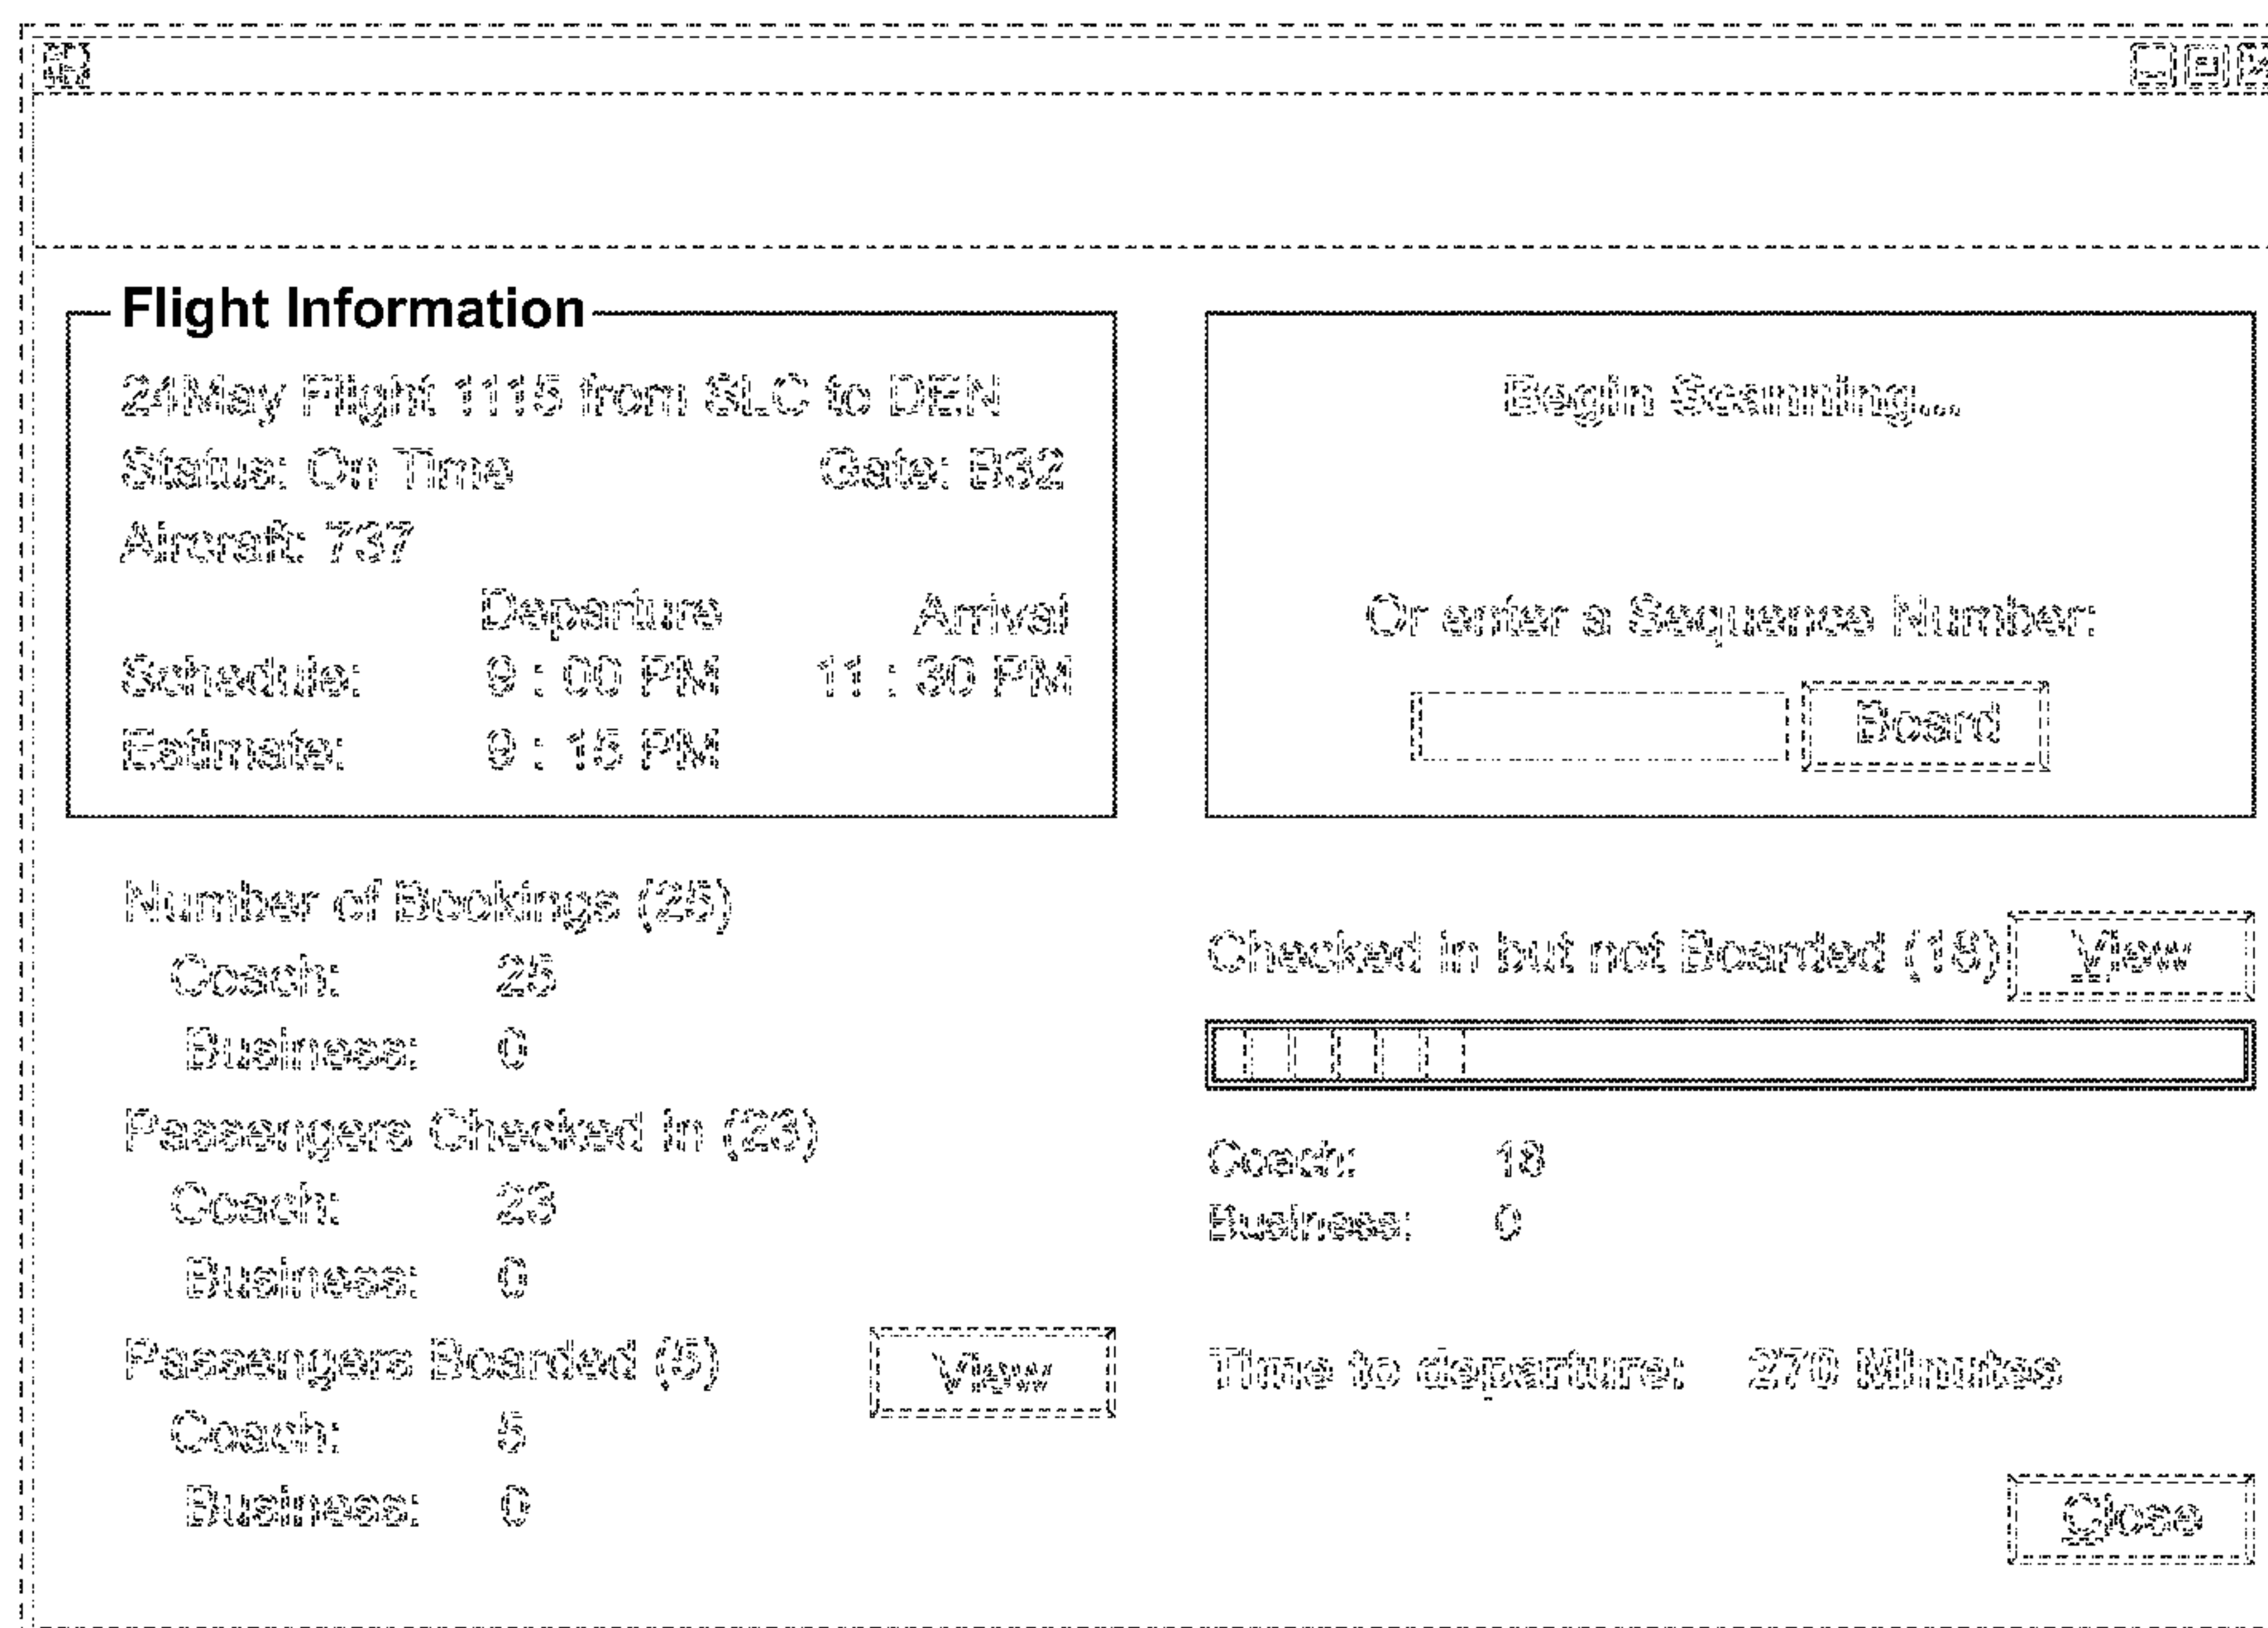 Flight Information
24May Flight 1115 from SLC to DEN
Status: On Time Gate: B32
Aircraft: 737
Departure Arrival
Schedule: 9 : 00 PM 11 : 30 PM
Estimate: 9 : 15 PM
Begin Scanning...
Or enter a Sequence Number:
Board
Number of Bookings (25)
Coach: 25
Business: 0
Passengers Checked In (23)
Coach: 23
Business: 0
Passengers Boarded (5) View
Coach: 5
Business: 0
Checked in but not Boarded (18) View
Coach: 18
Business: 0
Time to departure: 270 Minutes
Close